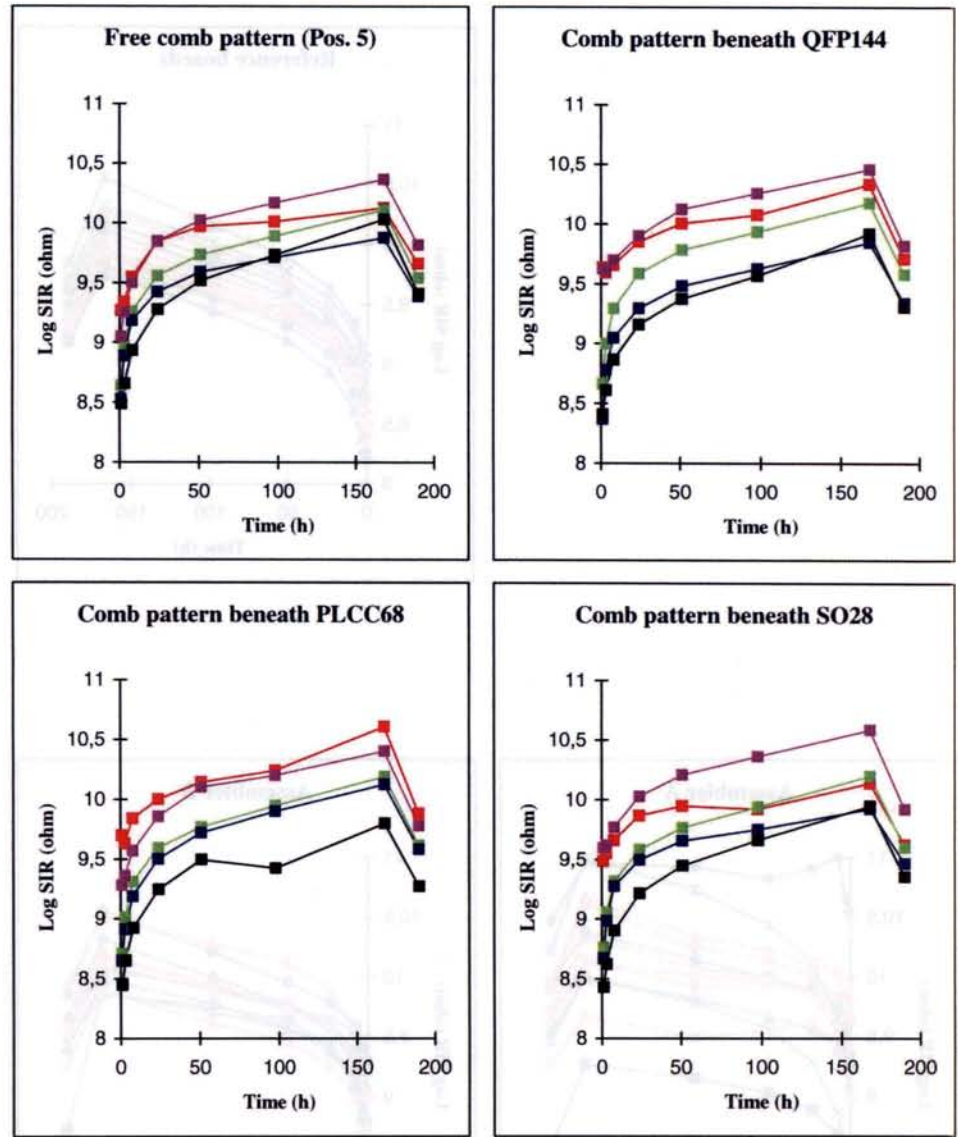 Free comb pattern (Pos. 5)
11
10,5
10
9,5
9
8,5
8
Log SIR (ohm)
0 50 100 150 200
Time (h)
Comb pattern beneath QFP144
11
10,5
10
9,5
9
8,5
8
Log SIR (ohm)
0 50 100 150 200
Time (h)
Comb pattern beneath PLCC68
11
10,5
10
9,5
9
8,5
8
Log SIR (ohm)
0 50 100 150 200
Time (h)
Comb pattern beneath SO28
11
10,5
10
9,5
9
8,5
8
Log SIR (ohm)
0 50 100 150 200
Time (h)